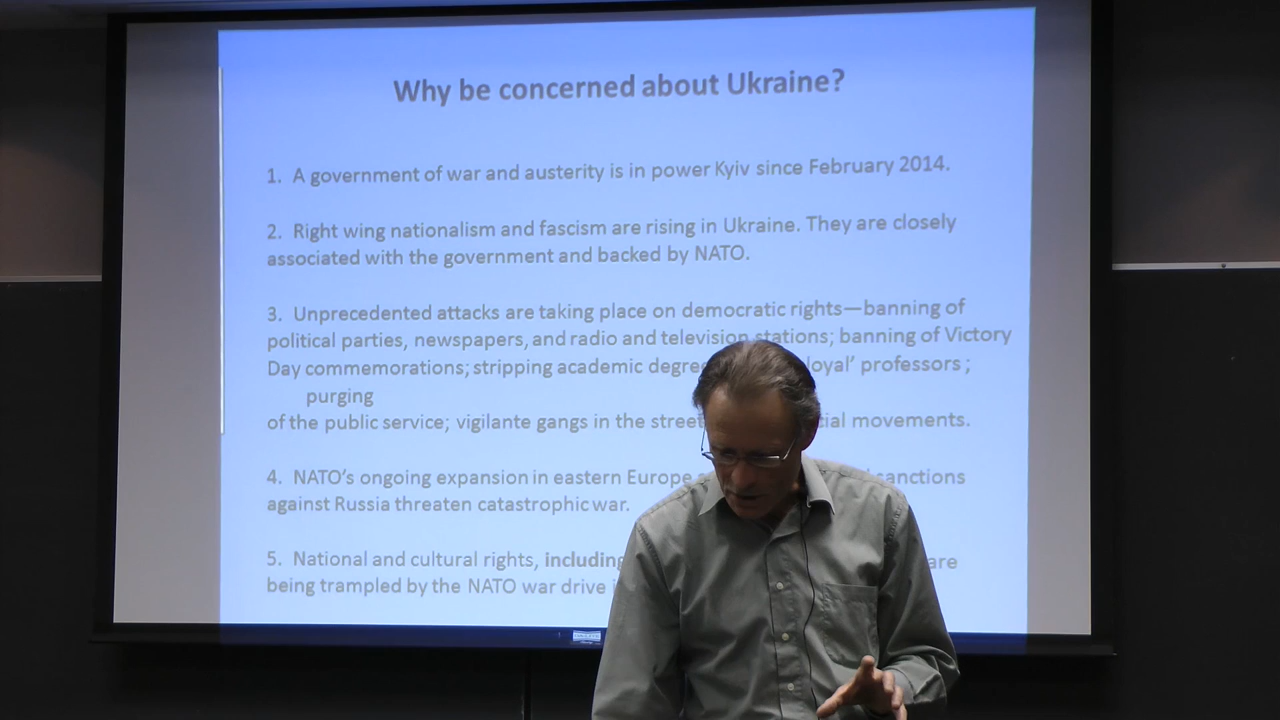 Why be concerned about Ukraine?
1. A government of war and austerity is in power Kyiv since February 2014.
2. Right wing nationalism and fascism are rising in Ukraine. They are closely
associated with the government and backed by NATO.
3. Unprecedented attacks are taking place on democratic rights—banning of
political parties, newspapers, and radio and television stations; banning of Victory
Day commemorations; stripping academic professors ;
purging
of the public service; vigilante gangs in the movements.
4. NATO's ongoing expansion in eastern Europe sanctions
against Russia threaten catastrophic war.
5. National and cultural rights, including are
being trampled by the NATO war drive